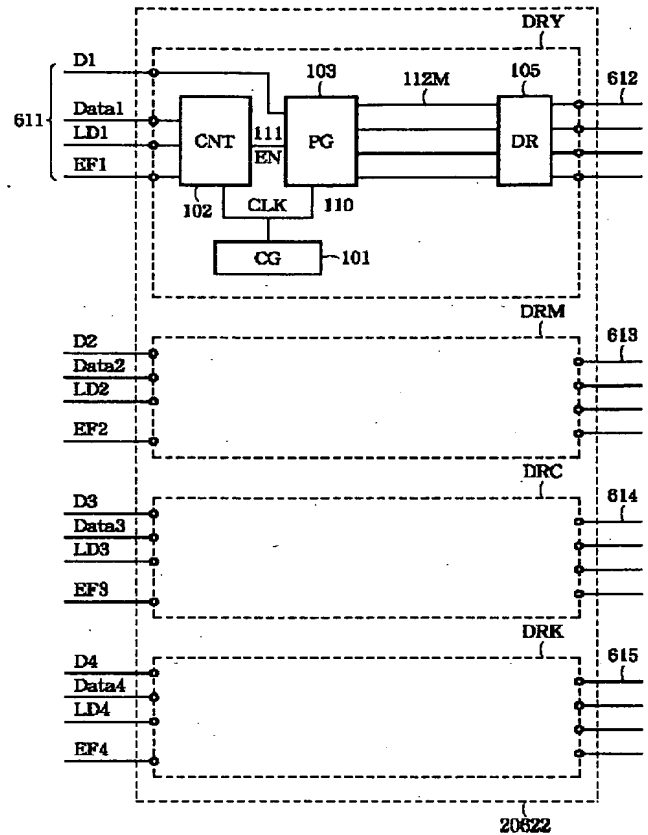 DRY
D1
103
112M
105
612
611
Data1
LD1
EF1
CNT
111
EN
PG
DR
102
CLK
110
CG
101
DRM
D2
Data2
LD2
EF2
613
DRC
D3
Data3
LD3
EF3
614
DRK
D4
Data4
LD4
EF4
615
20622